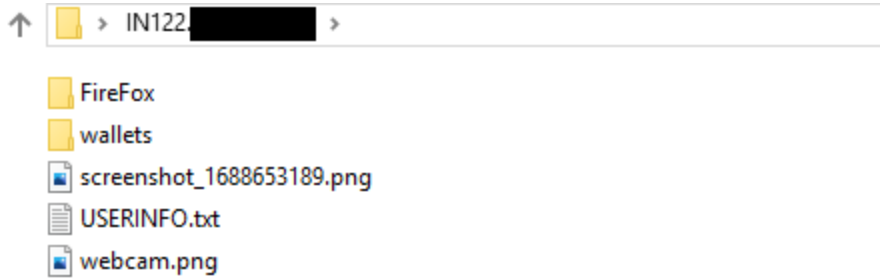 IN122.
FireFox
wallets
screenshot_1688653189.png
USERINFO.txt
webcam.png